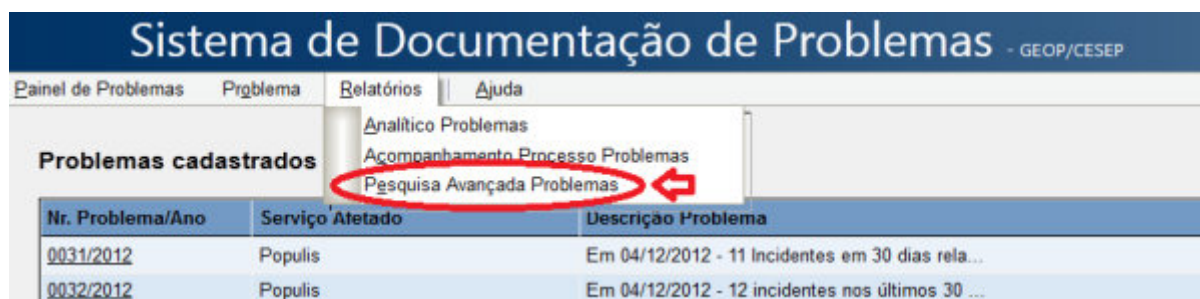 Sistema de Documentação de Problemas - GEOP/CESEP
Painel de Problemas Problema Relatórios Ajuda
Analítico Problemas
Acompanhamento Processo Problemas
Problemas cadastrados
Pesquisa Avançada Problemas
Nr. Problema/Ano Serviço Afetado Descrição Problema
0031/2012 Populis Em 04/12/2012 - 11 Incidentes em 30 dias rela...
0032/2012 Populis Em 04/12/2012 - 12 incidentes nos últimos 30 ...